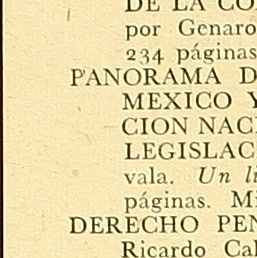 DE LA CO
por Genaro
234 páginas
PANORAMA D
MEXICO Y
CION NAC
LEGISLAC
vala. Un li
páginas. M
DERECHO PEN
Ricardo Cal